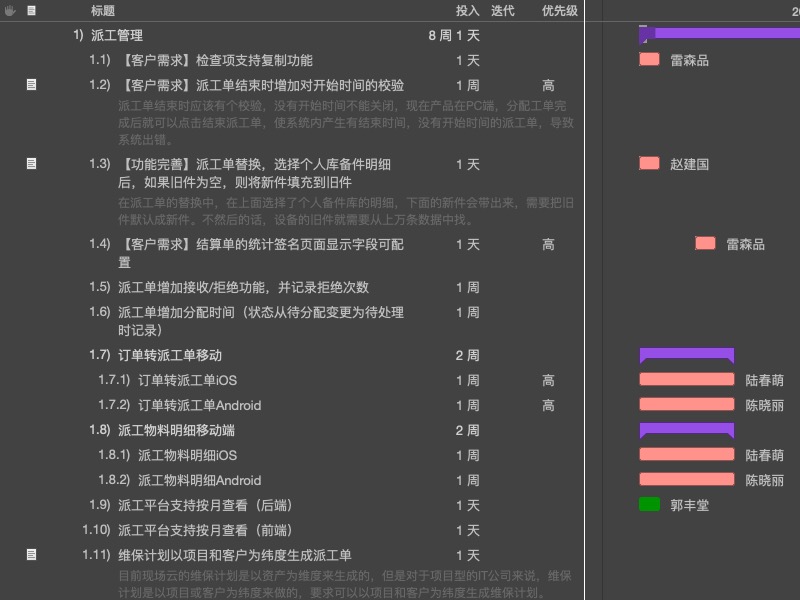 标题 投入 迭代 优先级 20
1) 派工管理 8 周 1 天
1.1) 【客户需求】检查项支持复制功能 1 天 雷森品
1.2) 【客户需求】派工单结束时增加对开始时间的校验 1 周 高
派工单结束时应该有个校验，没有开始时间不能关闭，现在产品在PC端，分配工单完
成后就可以点击结束派工单，使系统内产生有结束时间，没有开始时间的派工单，导致
系统出错。
1.3) 【功能完善】派工单替换，选择个人库备件明细 1 天 赵建国
后，如果旧件为空，则将新件填充到旧件
在派工单的替换中，在上面选择了个人备件库的明细，下面的新件会带出来，需要把旧
件默认成新件。不然后的话，设备的旧件就需要从上万条数据中找。
1.4) 【客户需求】结算单的统计签名页面显示字段可配 1 天 高 雷森品
置
1.5) 派工单增加接收/拒绝功能，并记录拒绝次数 1 周
1.6) 派工单增加分配时间（状态从待分配变更为待处理 1 周
时记录）
1.7) 订单转派工单移动 2 周
1.7.1) 订单转派工单iOS 1 周 高 陆春萌
1.7.2) 订单转派工单Android 1 周 高 陈晓丽
1.8) 派工物料明细移动端 2 周
1.8.1) 派工物料明细iOS 1 周 陆春萌
1.8.2) 派工物料明细Android 1 周 陈晓丽
1.9) 派工平台支持按月查看（后端） 1 天 郭丰堂
1.10) 派工平台支持按月查看（前端） 1 天
1.11) 维保计划以项目和客户为纬度生成派工单 1 天
目前现场云的维保计划是以资产为维度来生成的，但是对于项目型的IT公司来说，维保
计划是以项目或客户为纬度来做的，要求可以以项目和客户为纬度生成维保计划。